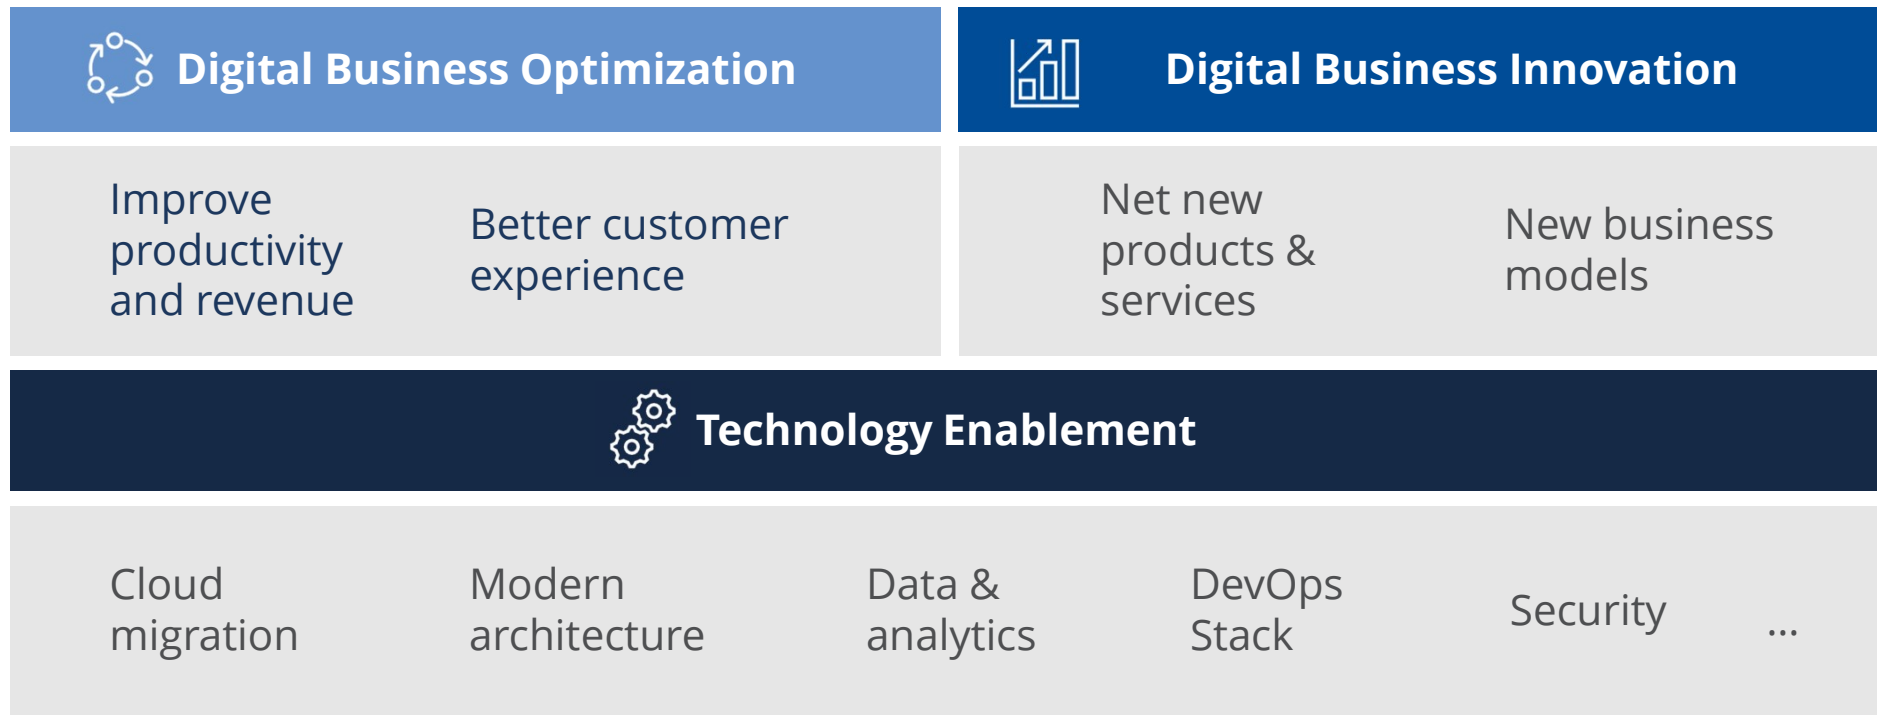 Digital Business Optimization
Digital Business Innovation
Improve
productivity
and revenue
Better customer
experience
Net new
products &
services
New business
models
Technology Enablement
Cloud
migration
Modern
architecture
Data &
analytics
DevOps
Stack
Security
...